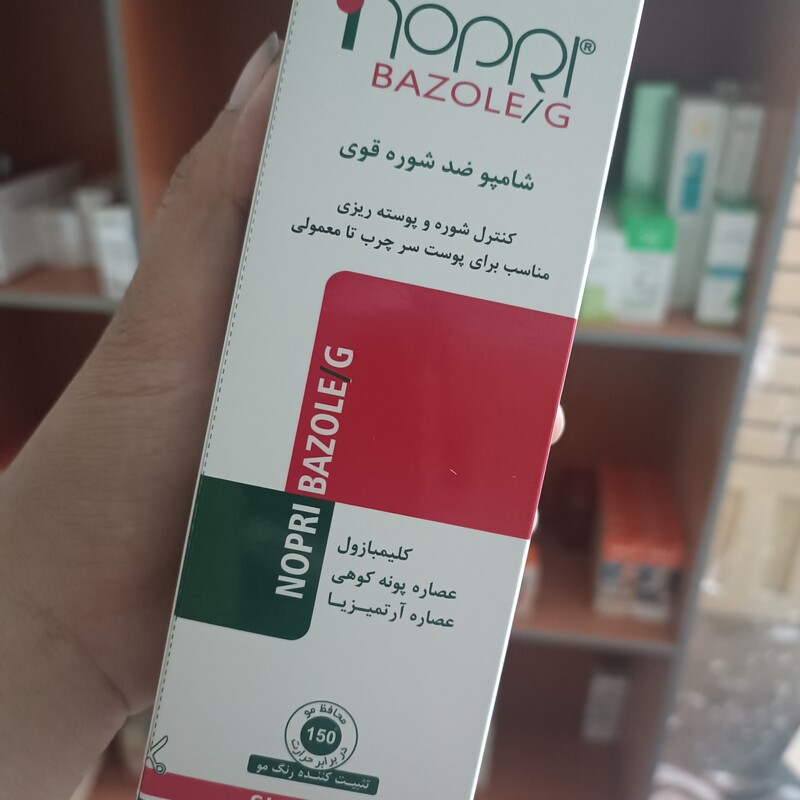 nopri®
BAZOLE/G
شامپو ضد شوره قوی
کنترل شوره و پوسته ریزی
مناسب برای پوست سر چرب تا معمولی
NOPRI BAZOLE/G
کلیمبازول
عصاره پونه کوهی
عصاره آرتمیزیا
محافظ مو
150
در برابر حرارت
تثبیت کننده رنگ مو